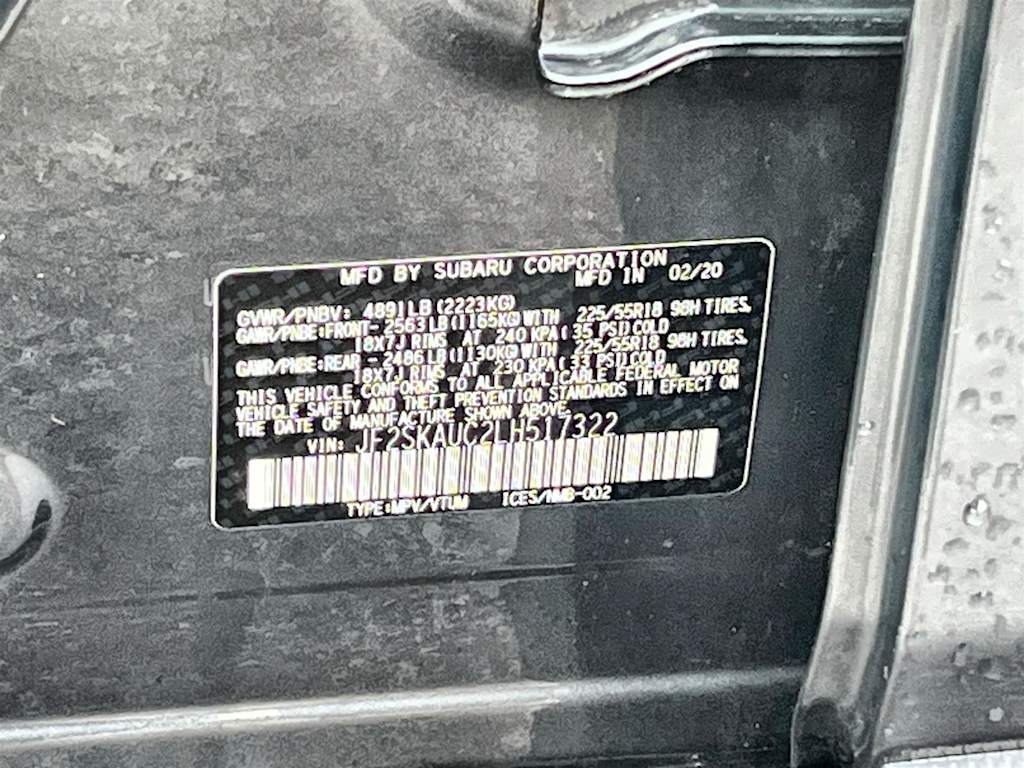 MFD BY SUBARU CORPORATION
MFD IN 02/20
GVWR/PNBV: 4891LB (2223KG)
GAWR/PNBE:FRONT- 2563LB(1165KG)WITH 225/55R18 98H TIRES,
18X7J RIMS AT 240 KPA( 35 PSI)COLD
GAWR/PNBE:REAR - 2486LB(1130KG)WITH 225/55R18 98H TIRES,
18X7J RIMS AT 230 KPA( 33 PSI)COLD
THIS VEHICLE CONFORMS TO ALL APPLICABLE FEDERAL MOTOR
VEHICLE SAFETY AND THEFT PREVENTION STANDARDS IN EFFECT ON
THE DATE OF MANUFACTURE SHOWN ABOVE.
VIN: JF2SKAUC2LH517322
TYPE:MPV/VTUM ICES/NMB-002